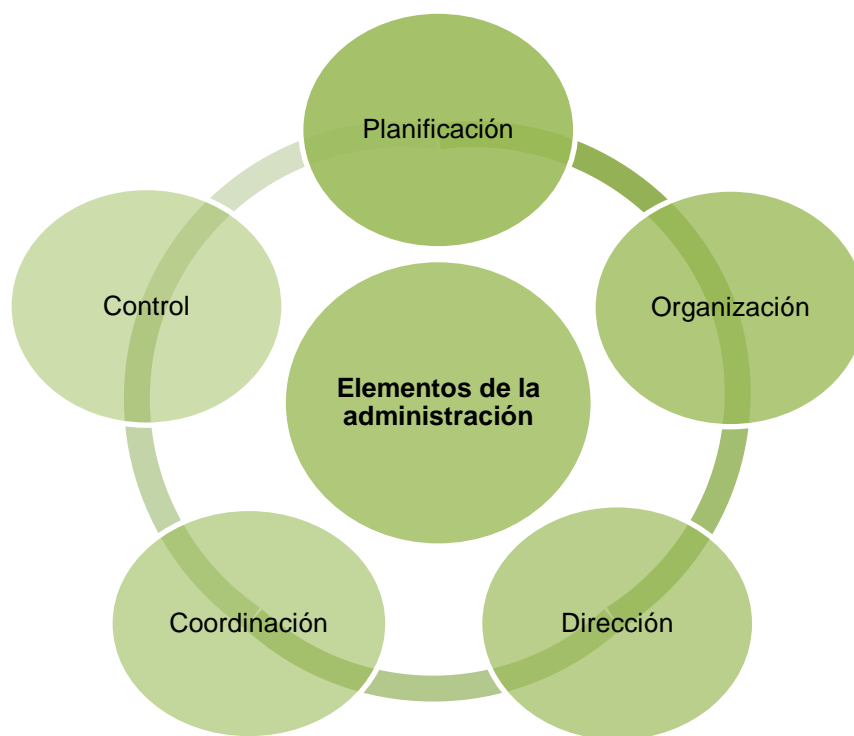 Planificación
Organización
Dirección
Coordinación
Control
Elementos de la
administración